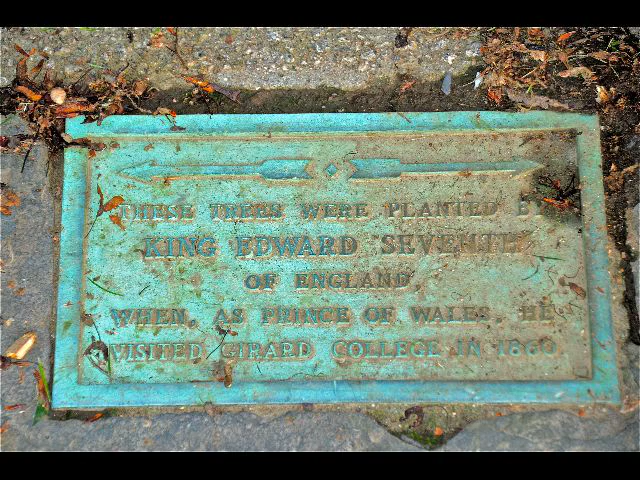 THESE TREES WERE PLANTED BY
KING EDWARD SEVENTH
OF ENGLAND,
WHEN, AS PRINCE OF WALES, HE
VISITED GIRARD COLLEGE IN 1860